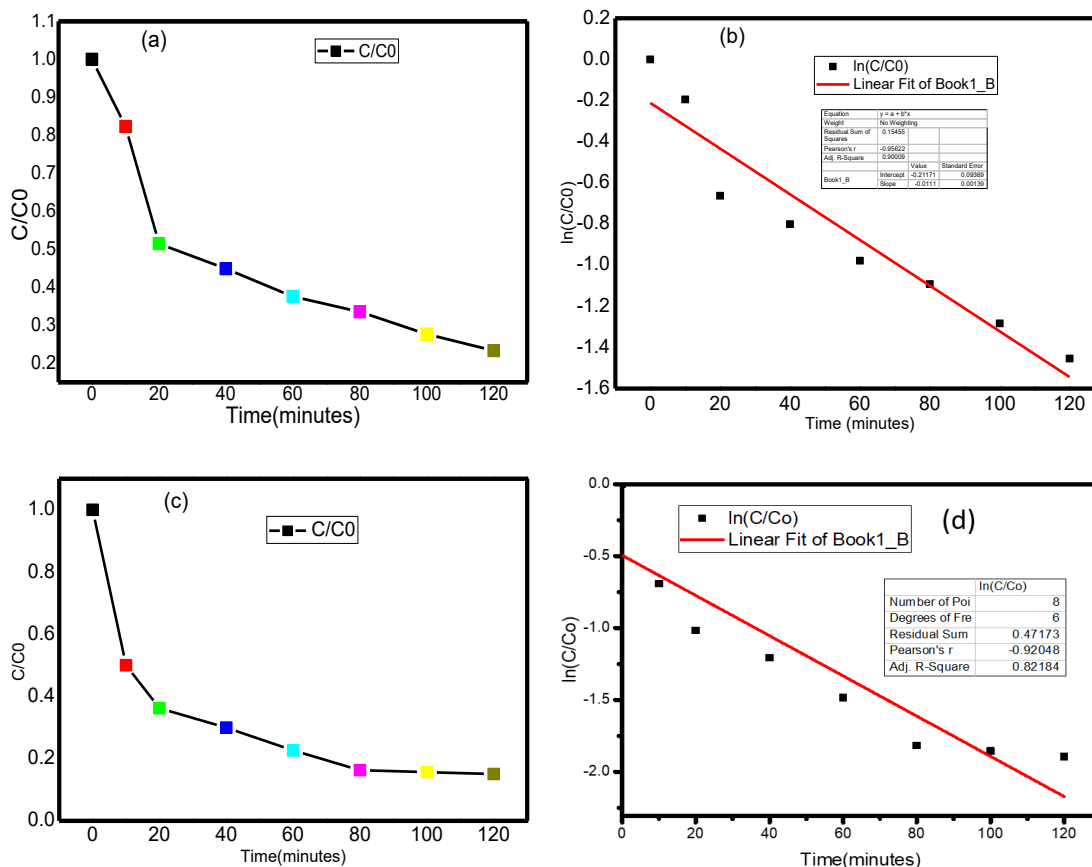 (a)
C/C0
1.1
1.0
0.9
0.8
0.7
0.6
0.5
0.4
0.3
0.2
C/C0
0 20 40 60 80 100 120
Time(minutes)
(b)
ln(C/C0)
Linear Fit of Book1_B
Equation y = a + b*x
Weight No Weighting
Residual Sum of Squares 0.15455
Pearson's r -0.95622
Adj. R-Square 0.90009
Value Standard Error
Book1_B Intercept -0.21171 0.09369
Slope -0.0111 0.00139
0.2
0.0
-0.2
-0.4
-0.6
-0.8
-1.0
-1.2
-1.4
-1.6
ln(C/C0)
0 20 40 60 80 100 120
Time (minutes)
(c)
C/C0
1.0
0.8
0.6
0.4
0.2
0.0
C/C0
0 20 40 60 80 100 120
Time(minutes)
(d)
ln(C/Co)
Linear Fit of Book1_B
ln(C/Co)
Number of Poi 8
Degrees of Fre 6
Residual Sum 0.47173
Pearson's r -0.92048
Adj. R-Square 0.82184
0.0
-0.5
-1.0
-1.5
-2.0
ln(C/Co)
0 20 40 60 80 100 120
Time(minutes)